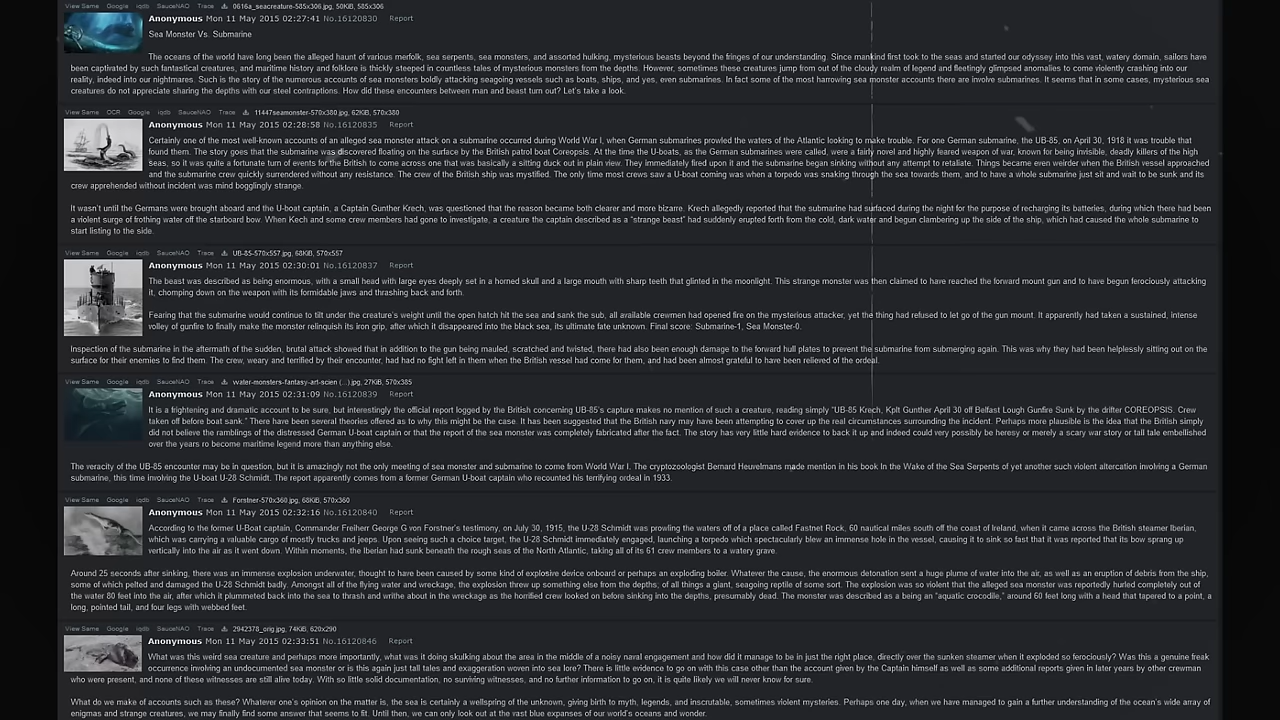 View Same Google iqdb SauceNAO Trace 0616a_seacreature-585x306.jpg, 50KiB, 585x306
Anonymous Mon 11 May 2015 02:27:41 No.16120830 Report
Sea Monster Vs. Submarine
The oceans of the world have long been the alleged haunt of various merfolk, sea serpents, sea monsters, and assorted hulking, mysterious beasts beyond the fringes of our understanding. Since mankind first took to the seas and started our odyssey into this vast, watery domain, sailors have
been captivated by such fantastical creatures, and maritime history and folklore is thickly steeped in countless tales of mysterious monsters from the depths. However, sometimes these creatures jump from out of the cloudy realm of legend and fleetingly glimpsed anomalies to come violently crashing into our
reality, indeed into our nightmares. Such is the story of the numerous accounts of sea monsters boldly attacking seagoing vessels such as boats, ships, and yes, even submarines. In fact some of the most harrowing sea monster accounts there are involve submarines. It seems that in some cases, mysterious sea
creatures do not appreciate sharing the depths with our steel contraptions. How did these encounters between man and beast turn out? Let's take a look.
View Same OCR Google iqdb SauceNAO Trace 11447seamonster-570x380.jpg, 62KiB, 570x380
Anonymous Mon 11 May 2015 02:28:58 No.16120835 Report
Certainly one of the most well-known accounts of an alleged sea monster attack on a submarine occurred during World War I, when German submarines prowled the waters of the Atlantic looking to make trouble. For one German submarine, the UB-85, on April 30, 1918 it was trouble that
found them. The story goes that the submarine was discovered floating on the surface by the British patrol boat Coreopsis. At the time the U-boats, as the German submarines were called, were a fairly novel and highly feared weapon of war, known for being invisible, deadly killers of the high
seas, so it was quite a fortunate turn of events for the British to come across one that was basically a sitting duck out in plain view. They immediately fired upon it and the submarine began sinking without any attempt to retaliate. Things became even weirder when the British vessel approached
and the submarine crew quickly surrendered without any resistance. The crew of the British ship was mystified. The only time most crews saw a U-boat coming was when a torpedo was snaking through the sea towards them, and to have a whole submarine just sit and wait to be sunk and its
crew apprehended without incident was mind bogglingly strange.
It wasn't until the Germans were brought aboard and the U-boat captain, a Captain Gunther Krech, was questioned that the reason became both clearer and more bizarre. Krech allegedly reported that the submarine had surfaced during the night for the purpose of recharging its batteries, during which there had been
a violent surge of frothing water off the starboard bow. When Kech and some crew members had gone to investigate, a creature the captain described as a "strange beast" had suddenly erupted forth from the cold, dark water and begun clambering up the side of the ship, which had caused the whole submarine to
start listing to the side.
View Same Google iqdb SauceNAO Trace UB-85-570x557.jpg, 68KiB, 570x557
Anonymous Mon 11 May 2015 02:30:01 No.16120837 Report
The beast was described as being enormous, with a small head with large eyes deeply set in a horned skull and a large mouth with sharp teeth that glinted in the moonlight. This strange monster was then claimed to have reached the forward mount gun and to have begun ferociously attacking
it, chomping down on the weapon with its formidable jaws and thrashing back and forth.
Fearing that the submarine would continue to tilt under the creature's weight until the open hatch hit the sea and sank the sub, all available crewmen had opened fire on the mysterious attacker, yet the thing had refused to let go of the gun mount. It apparently had taken a sustained, intense
volley of gunfire to finally make the monster relinquish its iron grip, after which it disappeared into the black sea, its ultimate fate unknown. Final score: Submarine-1, Sea Monster-0.
Inspection of the submarine in the aftermath of the sudden, brutal attack showed that in addition to the gun being mauled, scratched and twisted, there had also been enough damage to the forward hull plates to prevent the submarine from submerging again. This was why they had been helplessly sitting out on the
surface for their enemies to find them. The crew, weary and terrified by their encounter, had had no fight left in them when the British vessel had come, and had been almost grateful to have been relieved of the ordeal.
View Same Google iqdb SauceNAO Trace water-monsters-fantasy-art-scien (...).jpg, 27KiB, 570x385
Anonymous Mon 11 May 2015 02:31:09 No.16120839 Report
It is a frightening and dramatic account to be sure, but interestingly the official report logged by the British concerning UB-85's capture makes no mention of such a creature, reading simply "UB-85 Krech, Kplt Gunther April 30 off Belfast Lough Gunfire Sunk by the drifter COREOPSIS. Crew
taken off before boat sank." There have been several theories offered as to why this might be the case. It has been suggested that the British navy may have been attempting to cover up the real circumstances surrounding the incident. Perhaps more plausible is the idea that the British simply
did not believe the ramblings of the distressed German U-boat captain or that the report of the sea monster was completely fabricated after the fact. The story has very little hard evidence to back it up and indeed could very possibly be heresy or merely a scary war story or tall tale embellished
over the years to become maritime legend more than anything else.
The veracity of the UB-85 encounter may be in question, but it is amazingly not the only meeting of sea monster and submarine to come from World War I. The cryptozoologist Bernard Heuvelmans made mention in his book In the Wake of the Sea Serpents of yet another such violent altercation involving a German
submarine, this time involving the U-boat U-28 Schmidt. The report apparently comes from a former German U-boat captain who recounted his terrifying ordeal in 1933.
View Same Google iqdb SauceNAO Trace Forstner-570x360.jpg, 68KiB, 570x360
Anonymous Mon 11 May 2015 02:32:16 No.16120840 Report
According to the former U-Boat captain, Commander Freiherr George G von Forstner's testimony, on July 30, 1915, the U-28 Schmidt was prowling the waters off of a place called Fastnet Rock, 60 nautical miles south off the coast of Ireland, when it came across the British steamer Iberian,
which was carrying a valuable cargo of mostly trucks and jeeps. Upon seeing such a choice target, the U-28 Schmidt immediately engaged, launching a torpedo which spectacularly blew an immense hole in the vessel, causing it to sink so fast that it was reported that its bow sprang up
vertically into the air as it went down. Within moments, the Iberian had sunk beneath the rough seas of the North Atlantic, taking all of its 61 crew members to a watery grave.
Around 25 seconds after sinking, there was an immense explosion underwater, thought to have been caused by some kind of explosive device onboard or perhaps an exploding boiler. Whatever the cause, the enormous detonation sent a huge plume of water into the air, as well as an eruption of debris from the ship,
some of which pelted and damaged the U-28 Schmidt badly. Amongst all of the flying water and wreckage, the explosion threw up something else from the depths; of all things a giant, seagoing reptile of some sort. The explosion was so violent that the alleged sea monster was reportedly hurled completely out of
the water 80 feet into the air, after which it plummeted back into the sea to thrash and writhe about in the wreckage as the horrified crew looked on before sinking into the depths, presumably dead. The monster was described as a being an "aquatic crocodile," around 60 feet long with a head that tapered to a point, a
long, pointed tail, and four legs with webbed feet.
View Same Google iqdb SauceNAO Trace 2942378_orig.jpg, 74KiB, 620x290
Anonymous Mon 11 May 2015 02:33:51 No.16120846 Report
What was this weird sea creature and perhaps more importantly, what was it doing skulking about the area in the middle of a noisy naval engagement and how did it manage to be in just the right place, directly over the sunken steamer when it exploded so ferociously? Was this a genuine freak
occurrence involving an undocumented sea monster or is this again just tall tales and exaggeration woven into sea lore? There is little evidence to go on with this case other than the account given by the Captain himself as well as some additional reports given in later years by other crewman
who were present, and none of these witnesses are still alive today. With so little solid documentation, no surviving witnesses, and no further information to go on, it is quite likely we will never know for sure.
What do we make of accounts such as these? Whatever one's opinion on the matter is, the sea is certainly a wellspring of the unknown, giving birth to myth, legends, and inscrutable, sometimes violent mysteries. Perhaps one day, when we have managed to gain a further understanding of the ocean's wide array of
enigmas and strange creatures, we may finally find some answer that seems to fit. Until then, we can only look out at the vast blue expanses of our world's oceans and wonder.